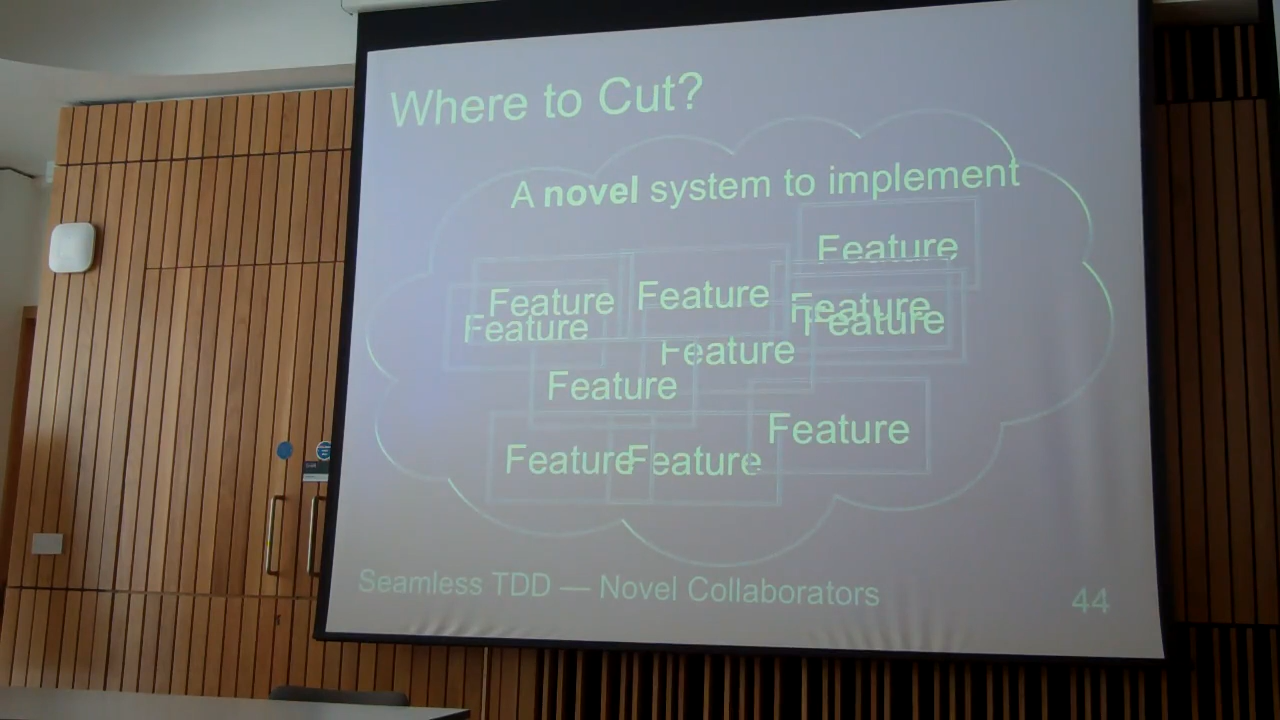 Where to Cut?
A novel system to implement
Feature
Feature
Feature
Feature
Feature
Feature
Feature
Feature
Feature
Feature
Feature
Seamless TDD — Novel Collaborators
44